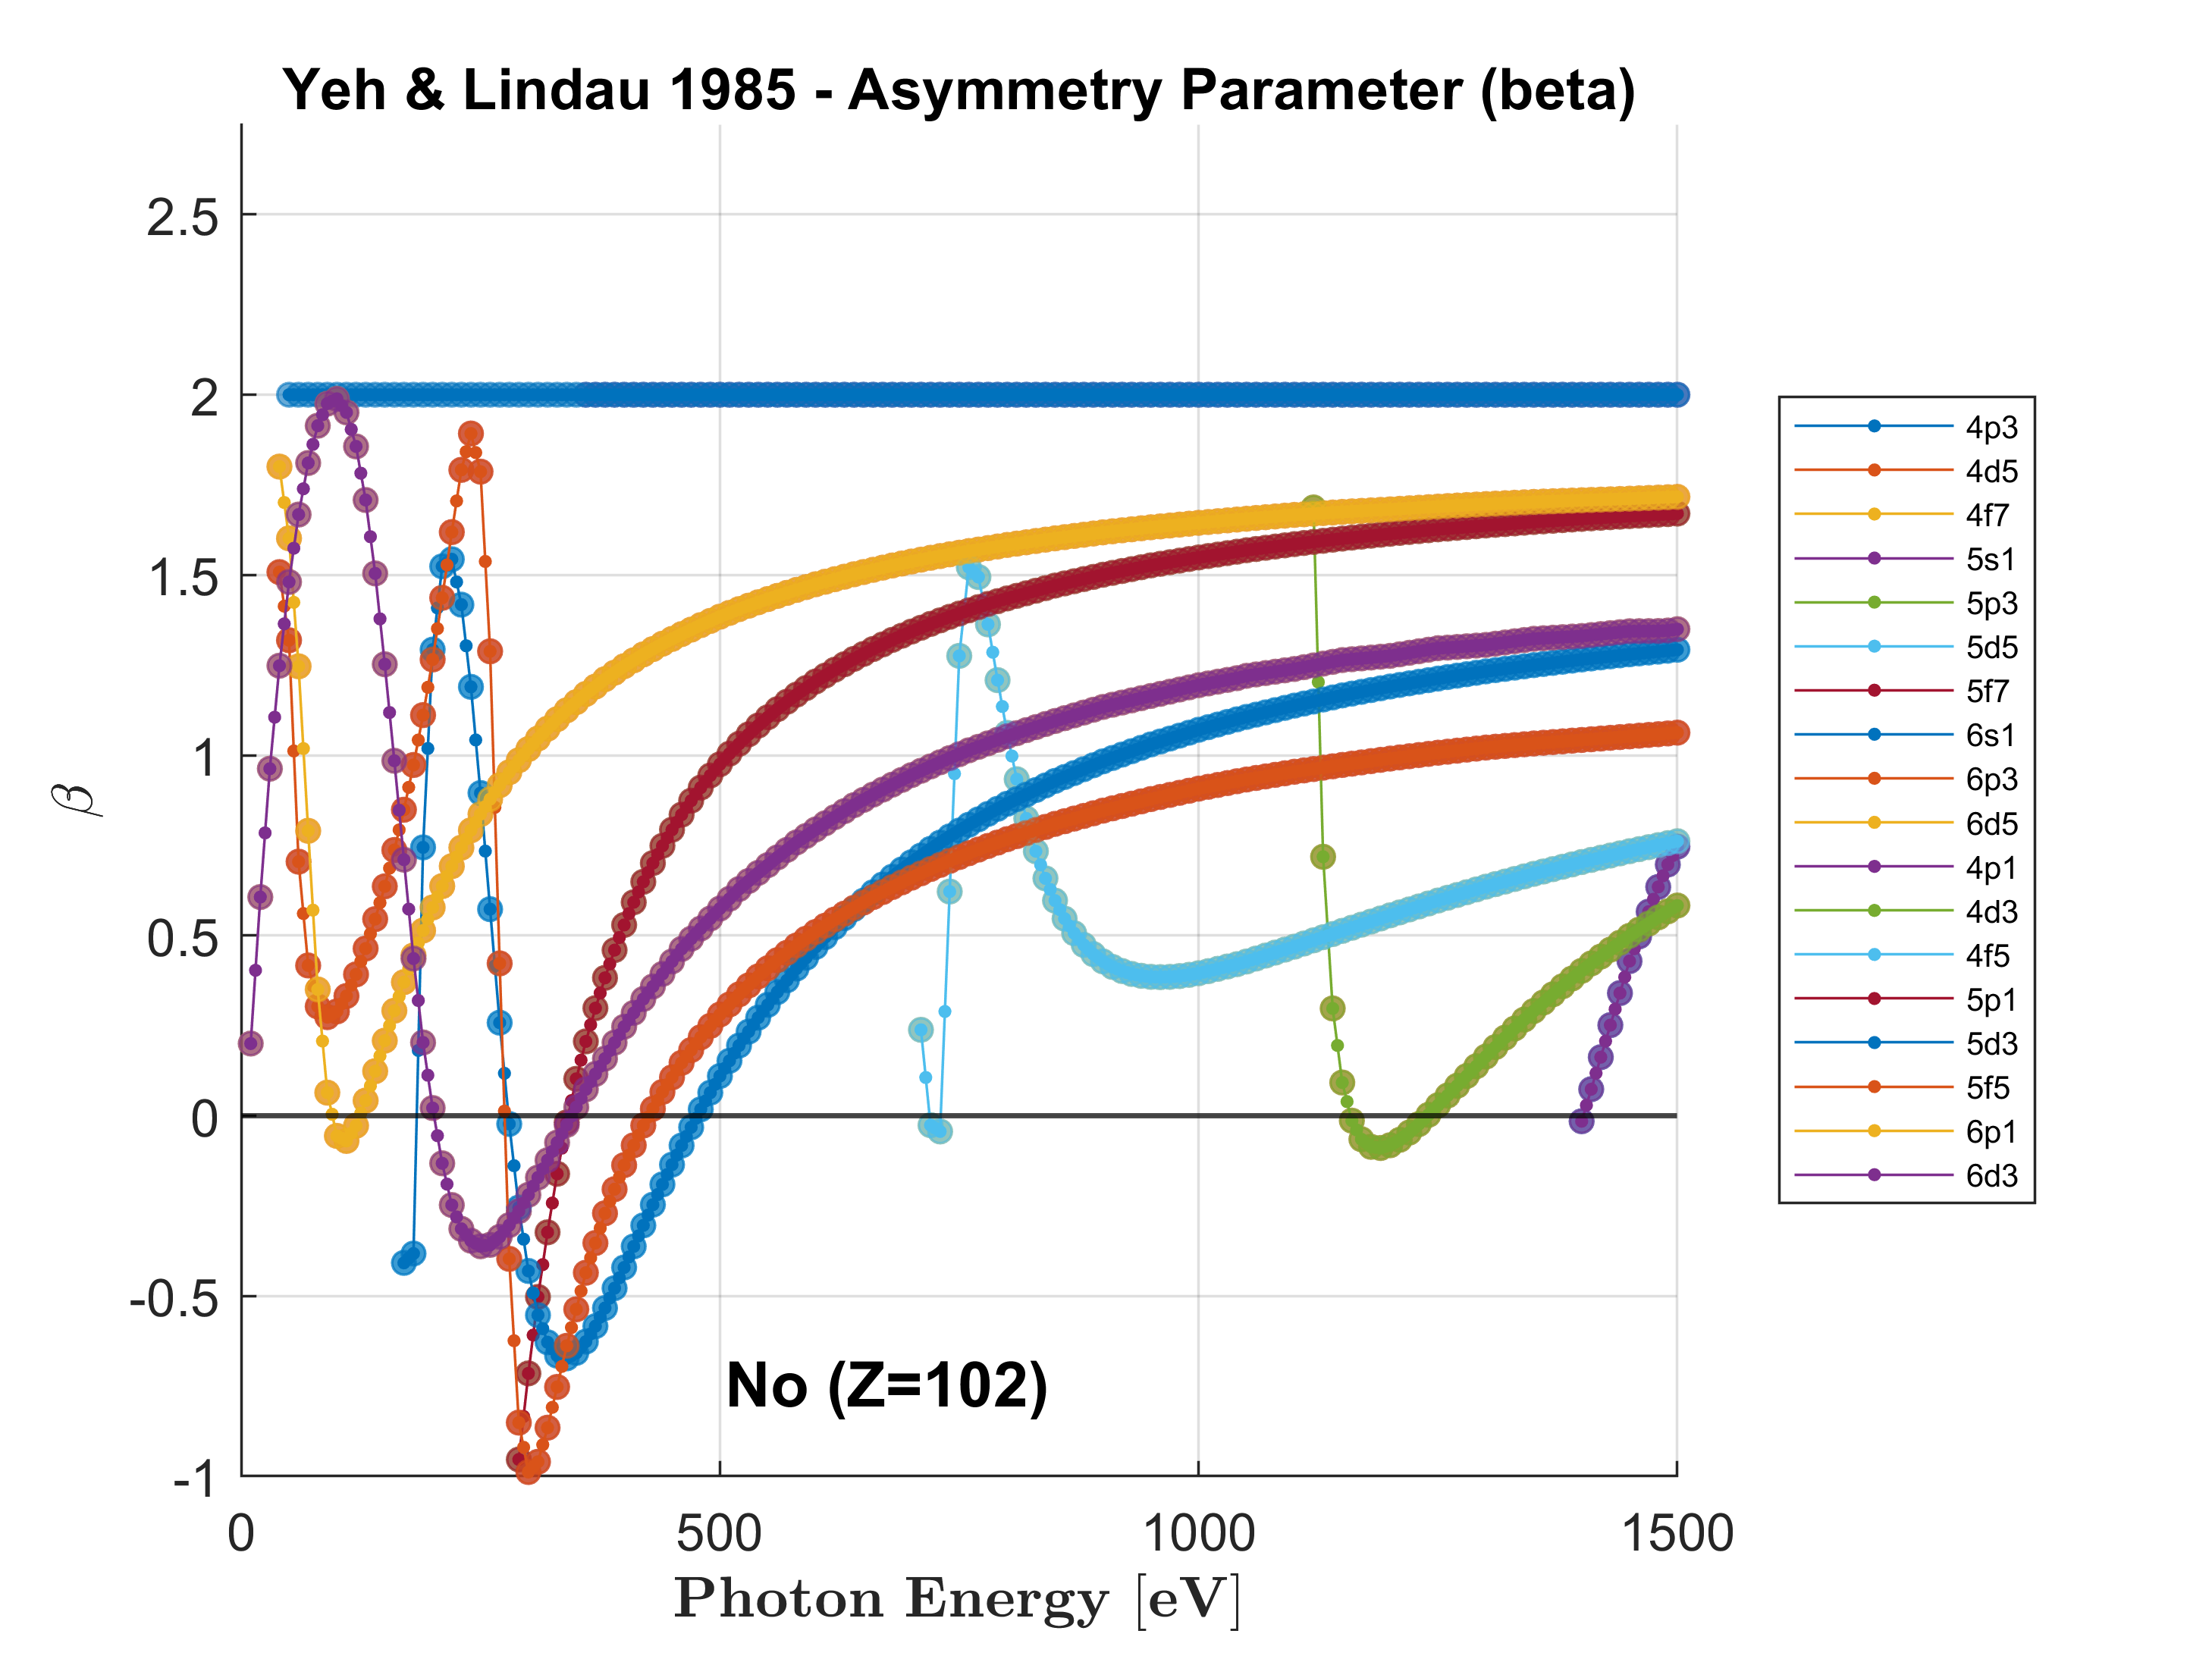 Yeh & Lindau 1985 - Asymmetry Parameter (beta)
2.5
2
1.5
1
0.5
0
-0.5
-1
β
0 500 1000 1500
Photon Energy [eV]
No (Z=102)
4p3
4d5
4f7
5s1
5p3
5d5
5f7
6s1
6p3
6d5
4p1
4d3
4f5
5p1
5d3
5f5
6p1
6d3